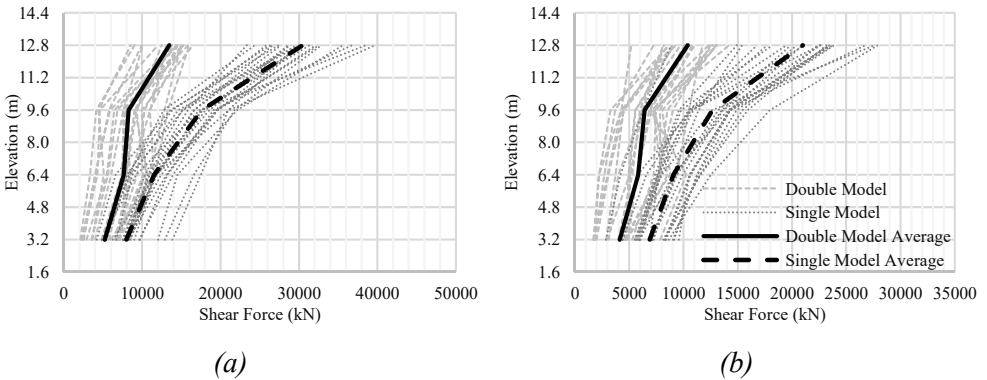 14.4
12.8
11.2
9.6
8.0
6.4
4.8
3.2
1.6
Elevation (m)
0 10000 20000 30000 40000 50000
Shear Force (kN)
(a)
14.4
12.8
11.2
9.6
8.0
6.4
4.8
3.2
1.6
Elevation (m)
Double Model
Single Model
Double Model Average
Single Model Average
0 5000 10000 15000 20000 25000 30000 35000
Shear Force (kN)
(b)